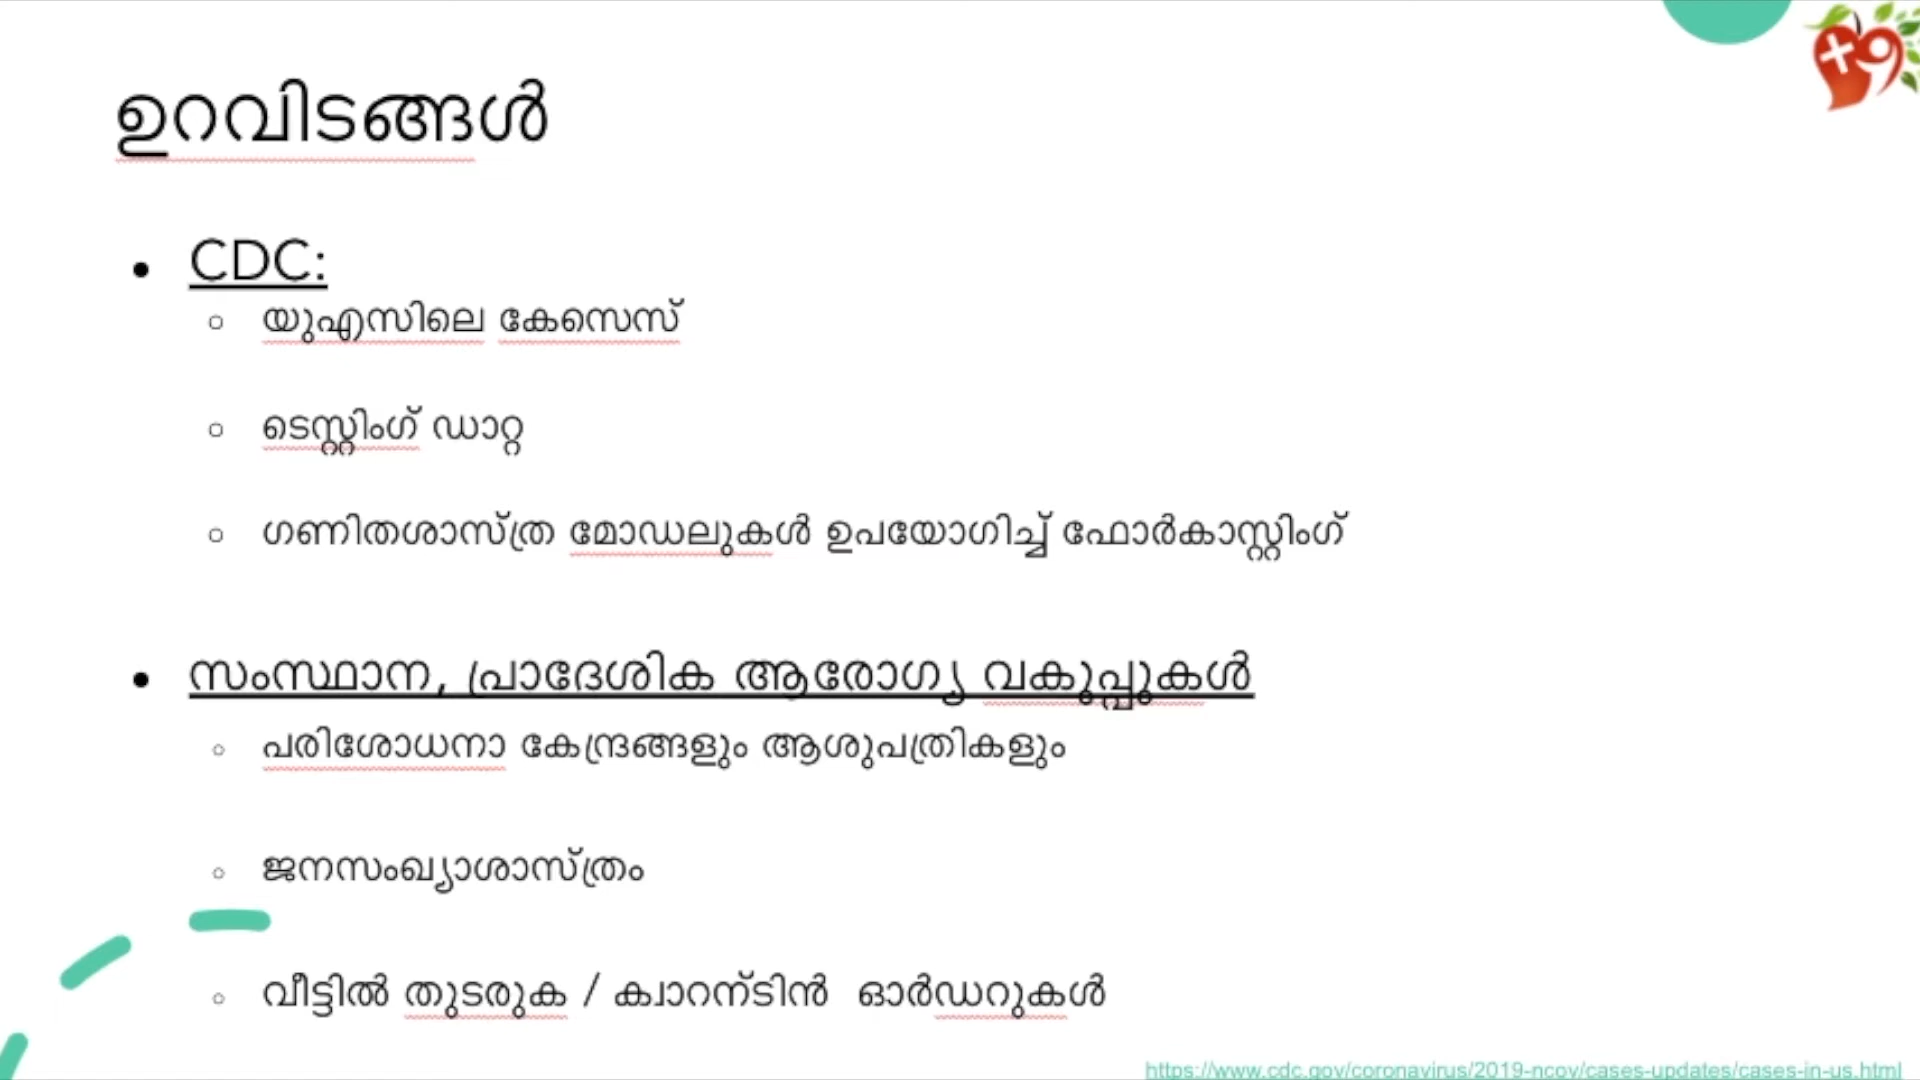 ഉറവിടങ്ങൾ
CDC:
യുഎസിലെ കേസെസ്
ടെസ്റ്റിംഗ് ഡാറ്റ
ഗണിതശാസ്ത്ര മോഡലുകൾ ഉപയോഗിച്ച് ഫോർകാസ്റ്റിംഗ്
സംസ്ഥാന, പ്രാദേശിക ആരോഗ്യ വകുപ്പുകൾ
പരിശോധനാ കേന്ദ്രങ്ങളും ആശുപത്രികളും
ജനസംഖ്യാശാസ്ത്രം
വീട്ടിൽ തുടരുക / ക്വാറന്ടിൻ ഓർഡറുകൾ
https://www.cdc.gov/coronavirus/2019-ncov/cases-updates/cases-in-us.html